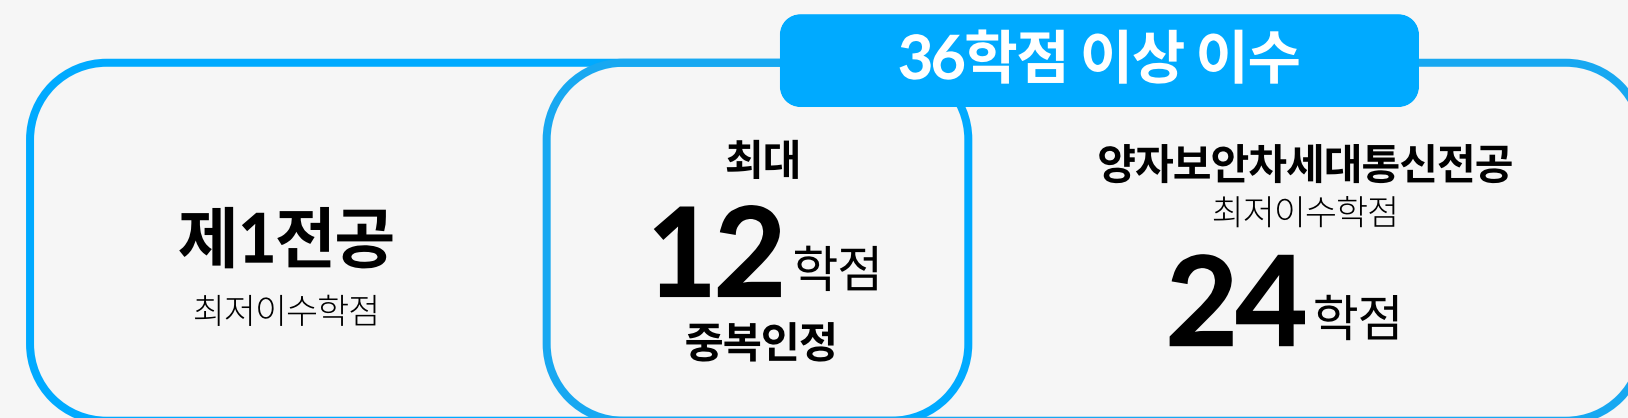 36학점 이상 이수
제1전공
최저이수학점
최대
12 학점
중복인정
양자보안차세대통신전공
최저이수학점
24 학점